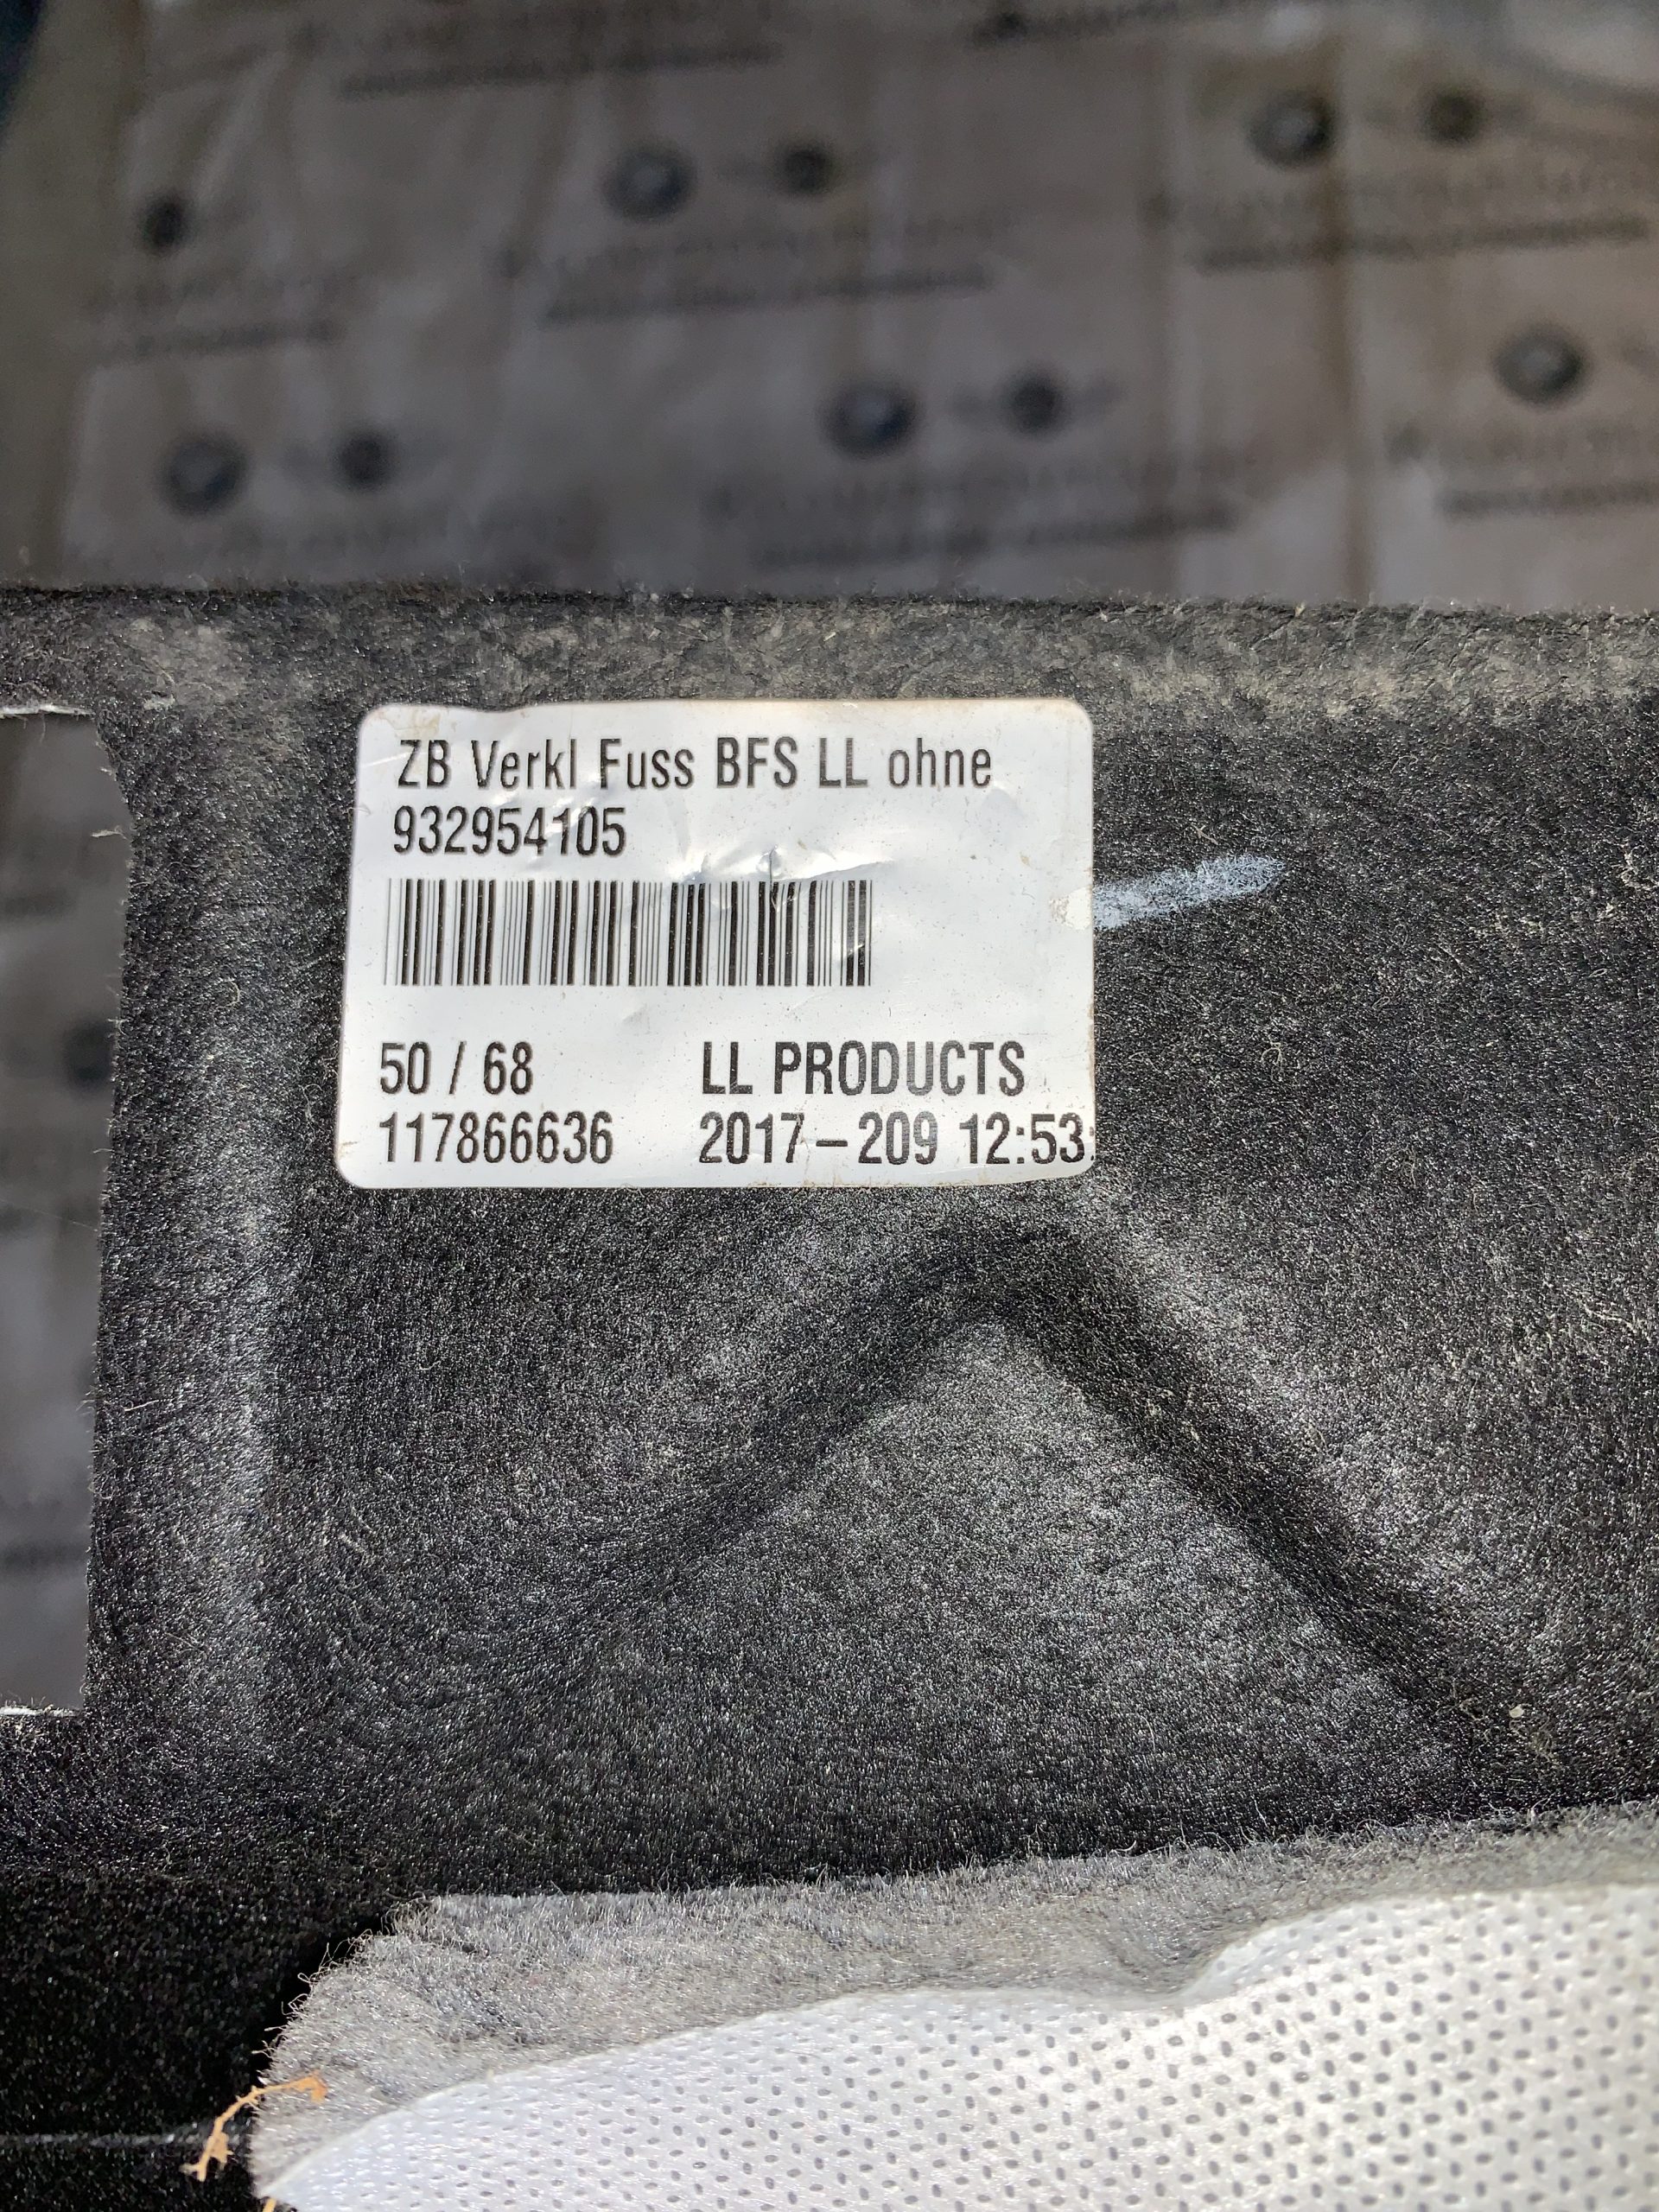 ZB Verkl Fuss BFS LL ohne
932954105
50 / 68 LL PRODUCTS
117866636 2017-209 12:53: